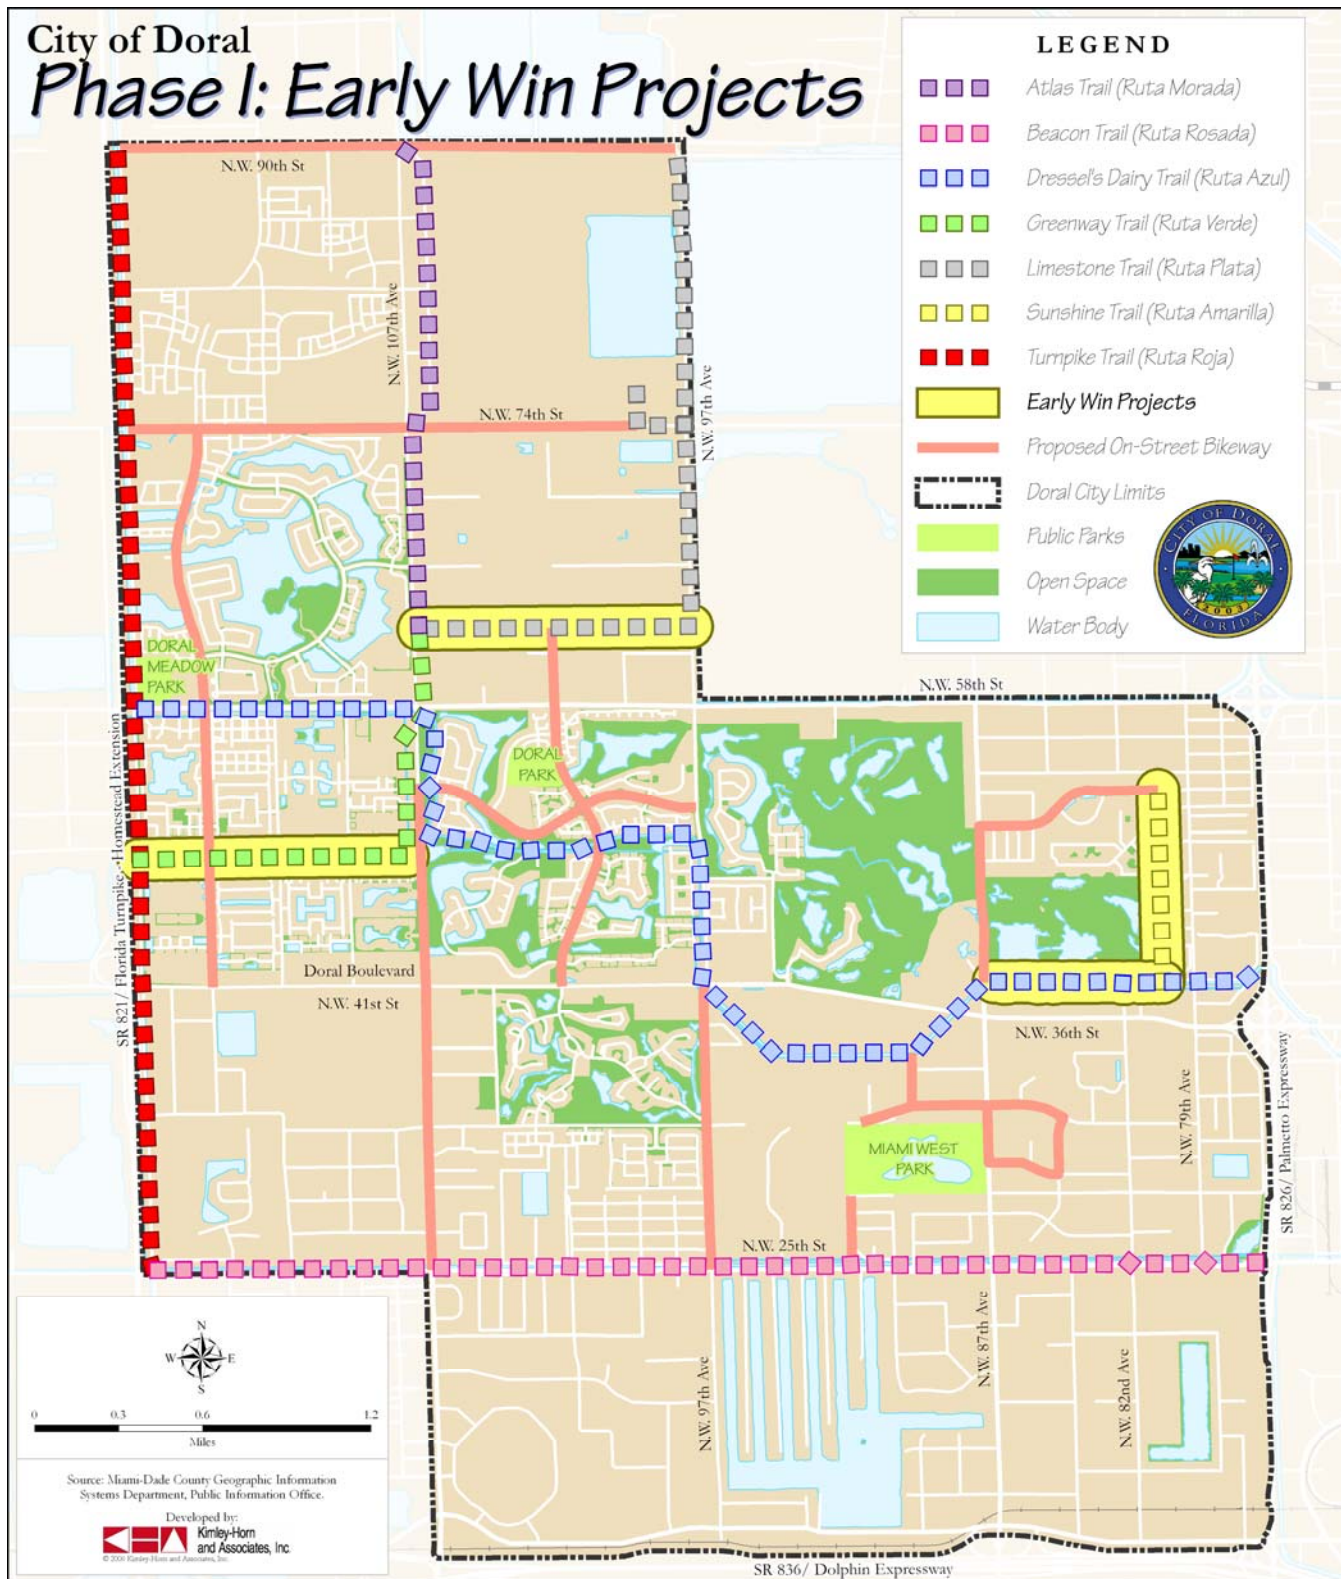 City of Doral
Phase I: Early Win Projects
LEGEND
Atlas Trail (Ruta Morada)
Beacon Trail (Ruta Rosada)
Dressel's Dairy Trail (Ruta Azul)
Greenway Trail (Ruta Verde)
Limestone Trail (Ruta Plata)
Sunshine Trail (Ruta Amarilla)
Turnpike Trail (Ruta Roja)
Early Win Projects
Proposed On-Street Bikeway
Doral City Limits
Public Parks
Open Space
Water Body
CITY OF DORAL
2003
FLORIDA
N.W. 90th St
N.W. 107th Ave
N.W. 74th St
N.W. 97th Ave
DORAL
MEADOW
PARK
N.W. 58th St
DORAL
PARK
SR 821/ Florida Turnpike - Homestead Extension
Doral Boulevard
N.W. 41st St
N.W. 36th St
N.W. 79th Ave
SR 826/ Palmetto Expressway
MIAMI WEST
PARK
N.W. 25th St
N.W. 97th Ave
N.W. 87th Ave
N.W. 82nd Ave
SR 836/ Dolphin Expressway
N
W E
S
0 0.3 0.6 1.2
Miles
Source: Miami-Dade County Geographic Information
Systems Department, Public Information Office.
Developed by:
Kimley-Horn
and Associates, Inc.
© 2006 Kimley-Horn and Associates, Inc.